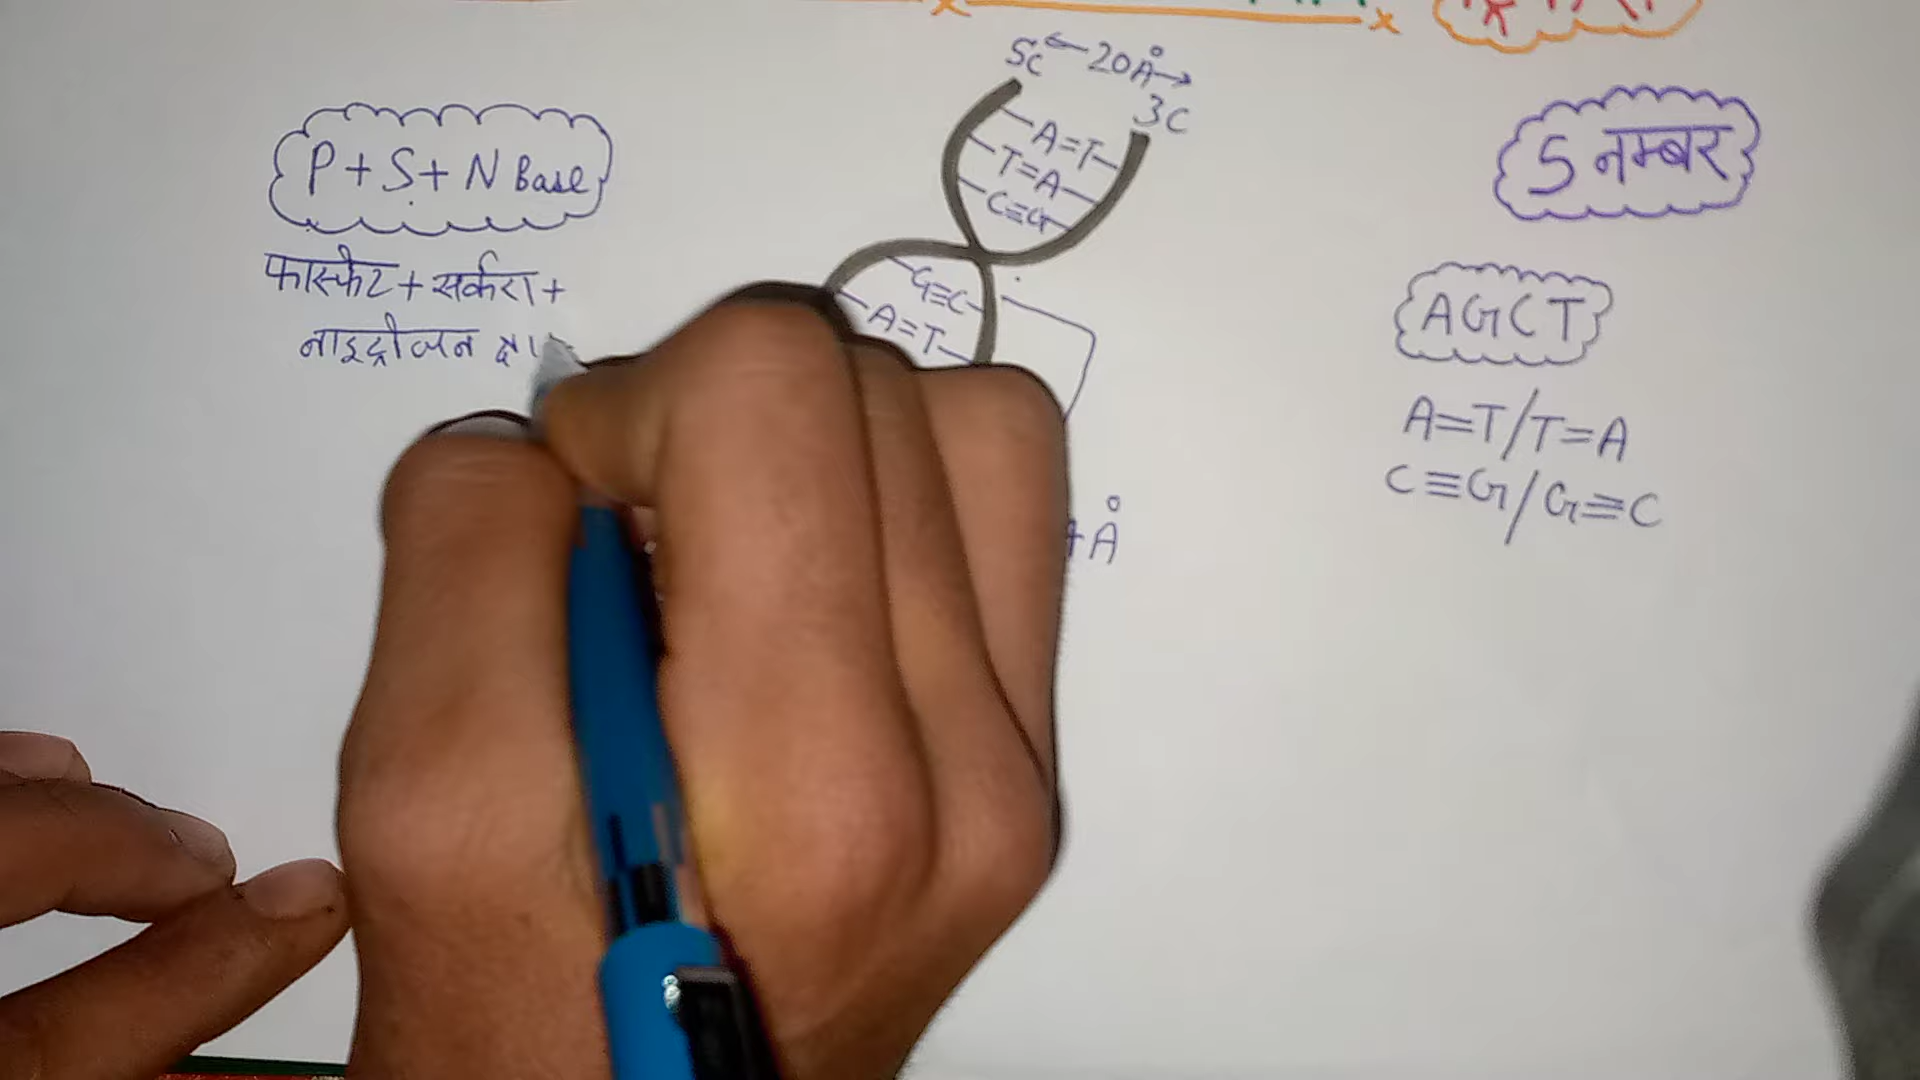 5C ←20Å→
3C
A=T
T=A
C≡G
G≡C
A=T
P+S+N Base
फास्फेट+सर्करा+
नाइट्रोजन
5 नम्बर
AGCT
A=T/T=A
C≡G/G≡C
Å